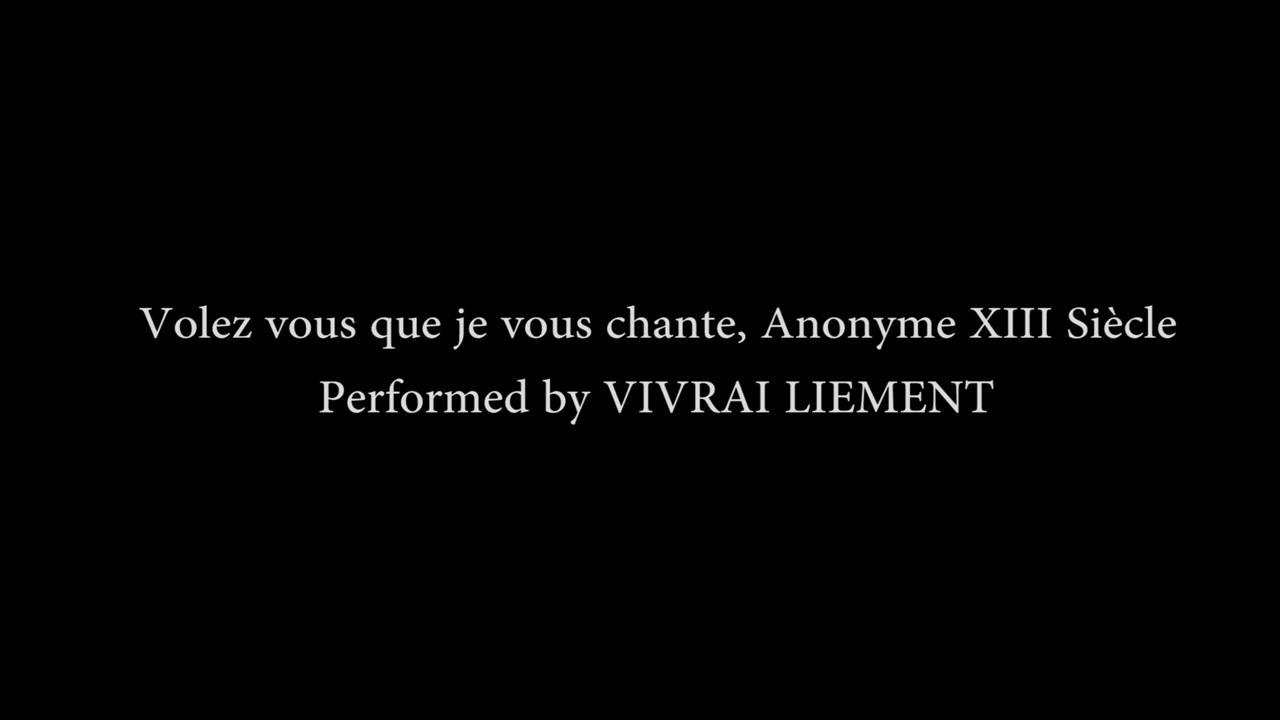 Volez vous que je vous chante, Anonyme XIII Siècle
Performed by VIVRAI LIEMENT